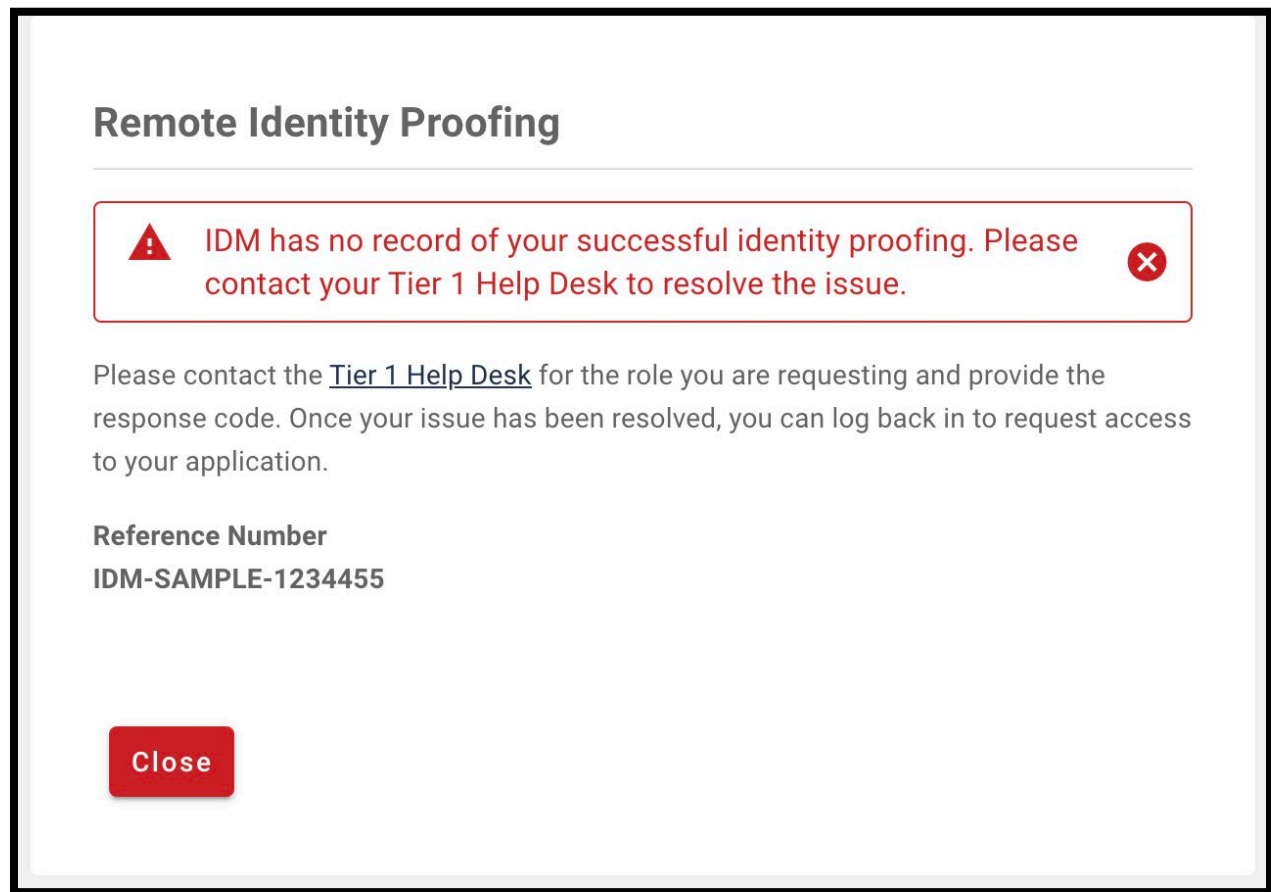 Remote Identity Proofing
IDM has no record of your successful identity proofing. Please
contact your Tier 1 Help Desk to resolve the issue.
Please contact the Tier 1 Help Desk for the role you are requesting and provide the
response code. Once your issue has been resolved, you can log back in to request access
to your application.
Reference Number
IDM-SAMPLE-1234455
Close